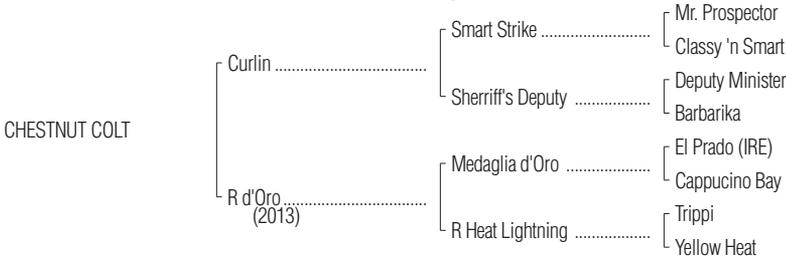 Mr. Prospector
Smart Strike ..........................
Classy 'n Smart
Curlin ....................................
Deputy Minister
Sherriff's Deputy ..................
Barbarika
CHESTNUT COLT
El Prado (IRE)
Medaglia d'Oro ....................
Cappucino Bay
R d'Oro ..................................
(2013)
Trippi
R Heat Lightning ..................
Yellow Heat